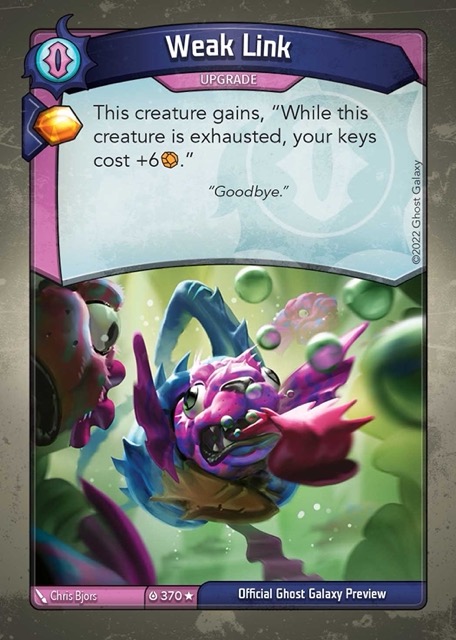 Weak Link
UPGRADE
This creature gains, “While this
creature is exhausted, your keys
cost +6.“
“Goodbye.”
©2022 Ghost Galaxy
Chris Bjors
370★
Official Ghost Galaxy Preview